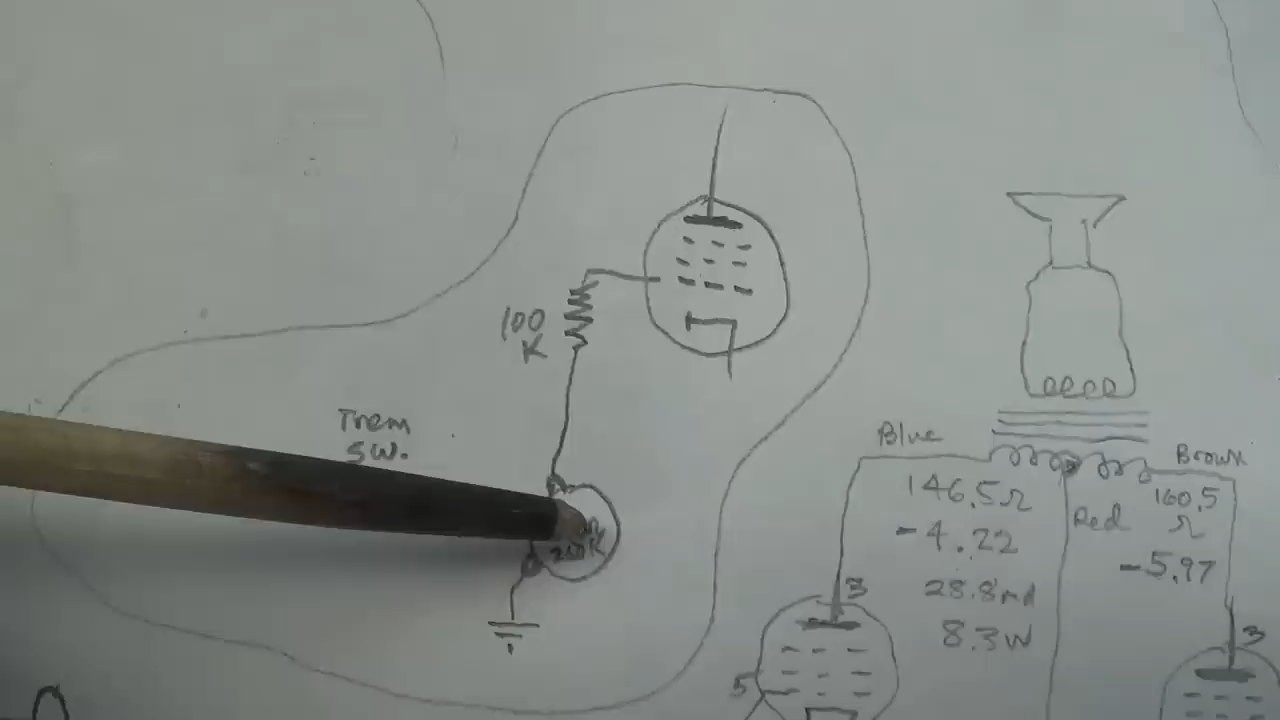 100
K
Trem
SW.
Blue
146.5Ω
-4.22
28.8md
8.3W
Red
Brown
160.5
Ω
-5.97
3
5
3